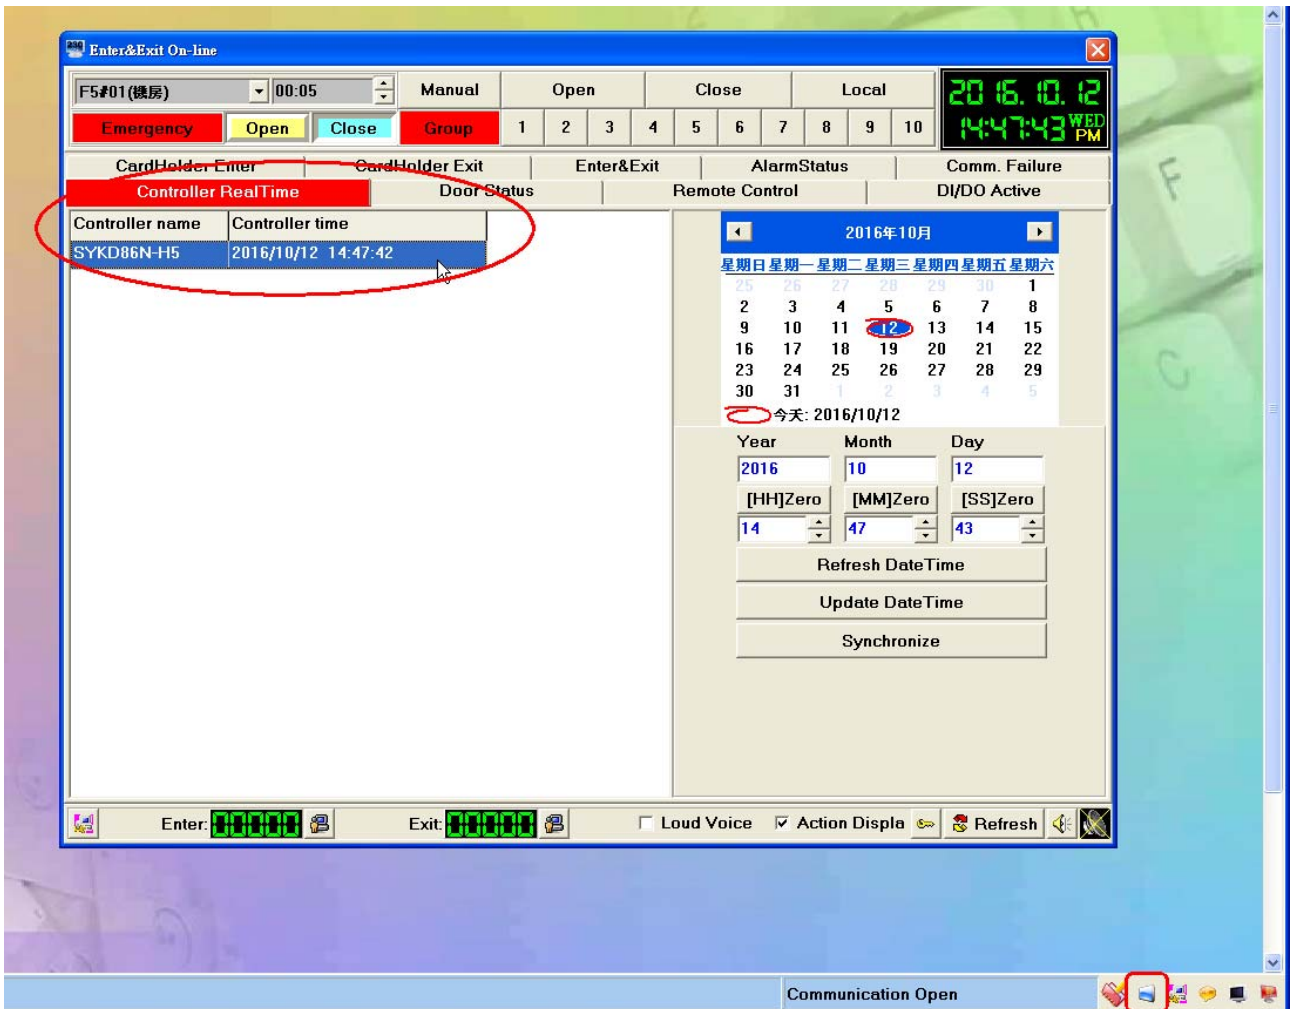 Enter&Exit On-line
F5#01(機房) 00:05 Manual Open Close Local 2016.10.12
Emergency Open Close Group 1 2 3 4 5 6 7 8 9 10 14:47:43 WED PM
CardHolder Enter CardHolder Exit Enter&Exit AlarmStatus Comm. Failure
Controller RealTime Door Status Remote Control DI/DO Active
Controller name Controller time
SYKD86N-H5 2016/10/12 14:47:42
2016年10月
星期日 星期一 星期二 星期三 星期四 星期五 星期六
25 26 27 28 29 30 1
2 3 4 5 6 7 8
9 10 11 12 13 14 15
16 17 18 19 20 21 22
23 24 25 26 27 28 29
30 31 1 2 3 4 5
今天: 2016/10/12
Year Month Day
2016 10 12
[HH]Zero [MM]Zero [SS]Zero
14 47 43
Refresh DateTime
Update DateTime
Synchronize
Enter: Exit: Loud Voice Action Displa Refresh
Communication Open